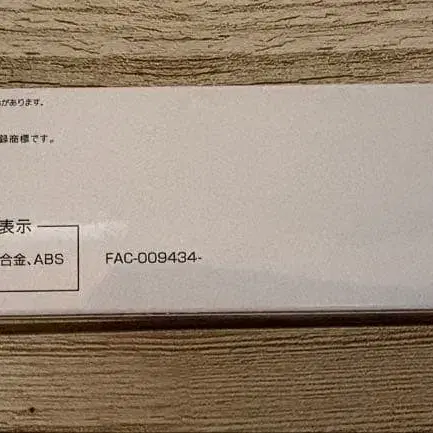 があります。
録商標です。
表示
合金、ABS
FAC-009434-